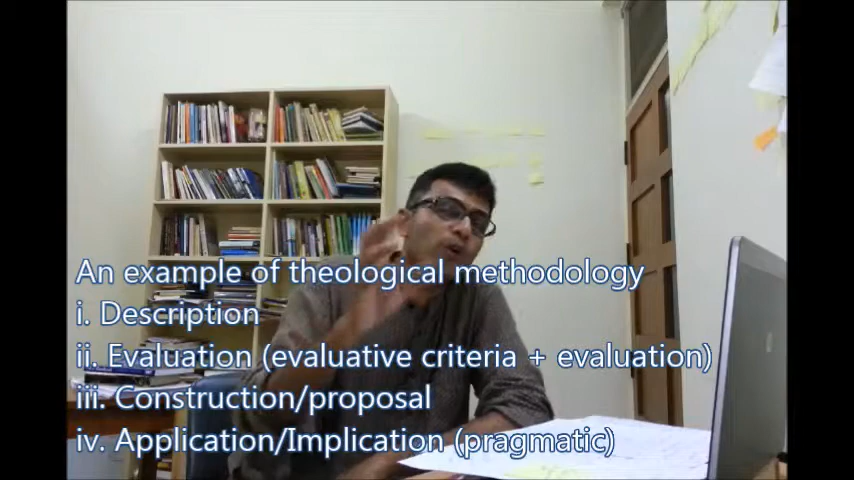 An example of theological methodology
i. Description
ii. Evaluation (evaluative criteria + evaluation)
iii. Construction/proposal
iv. Application/Implication (pragmatic)